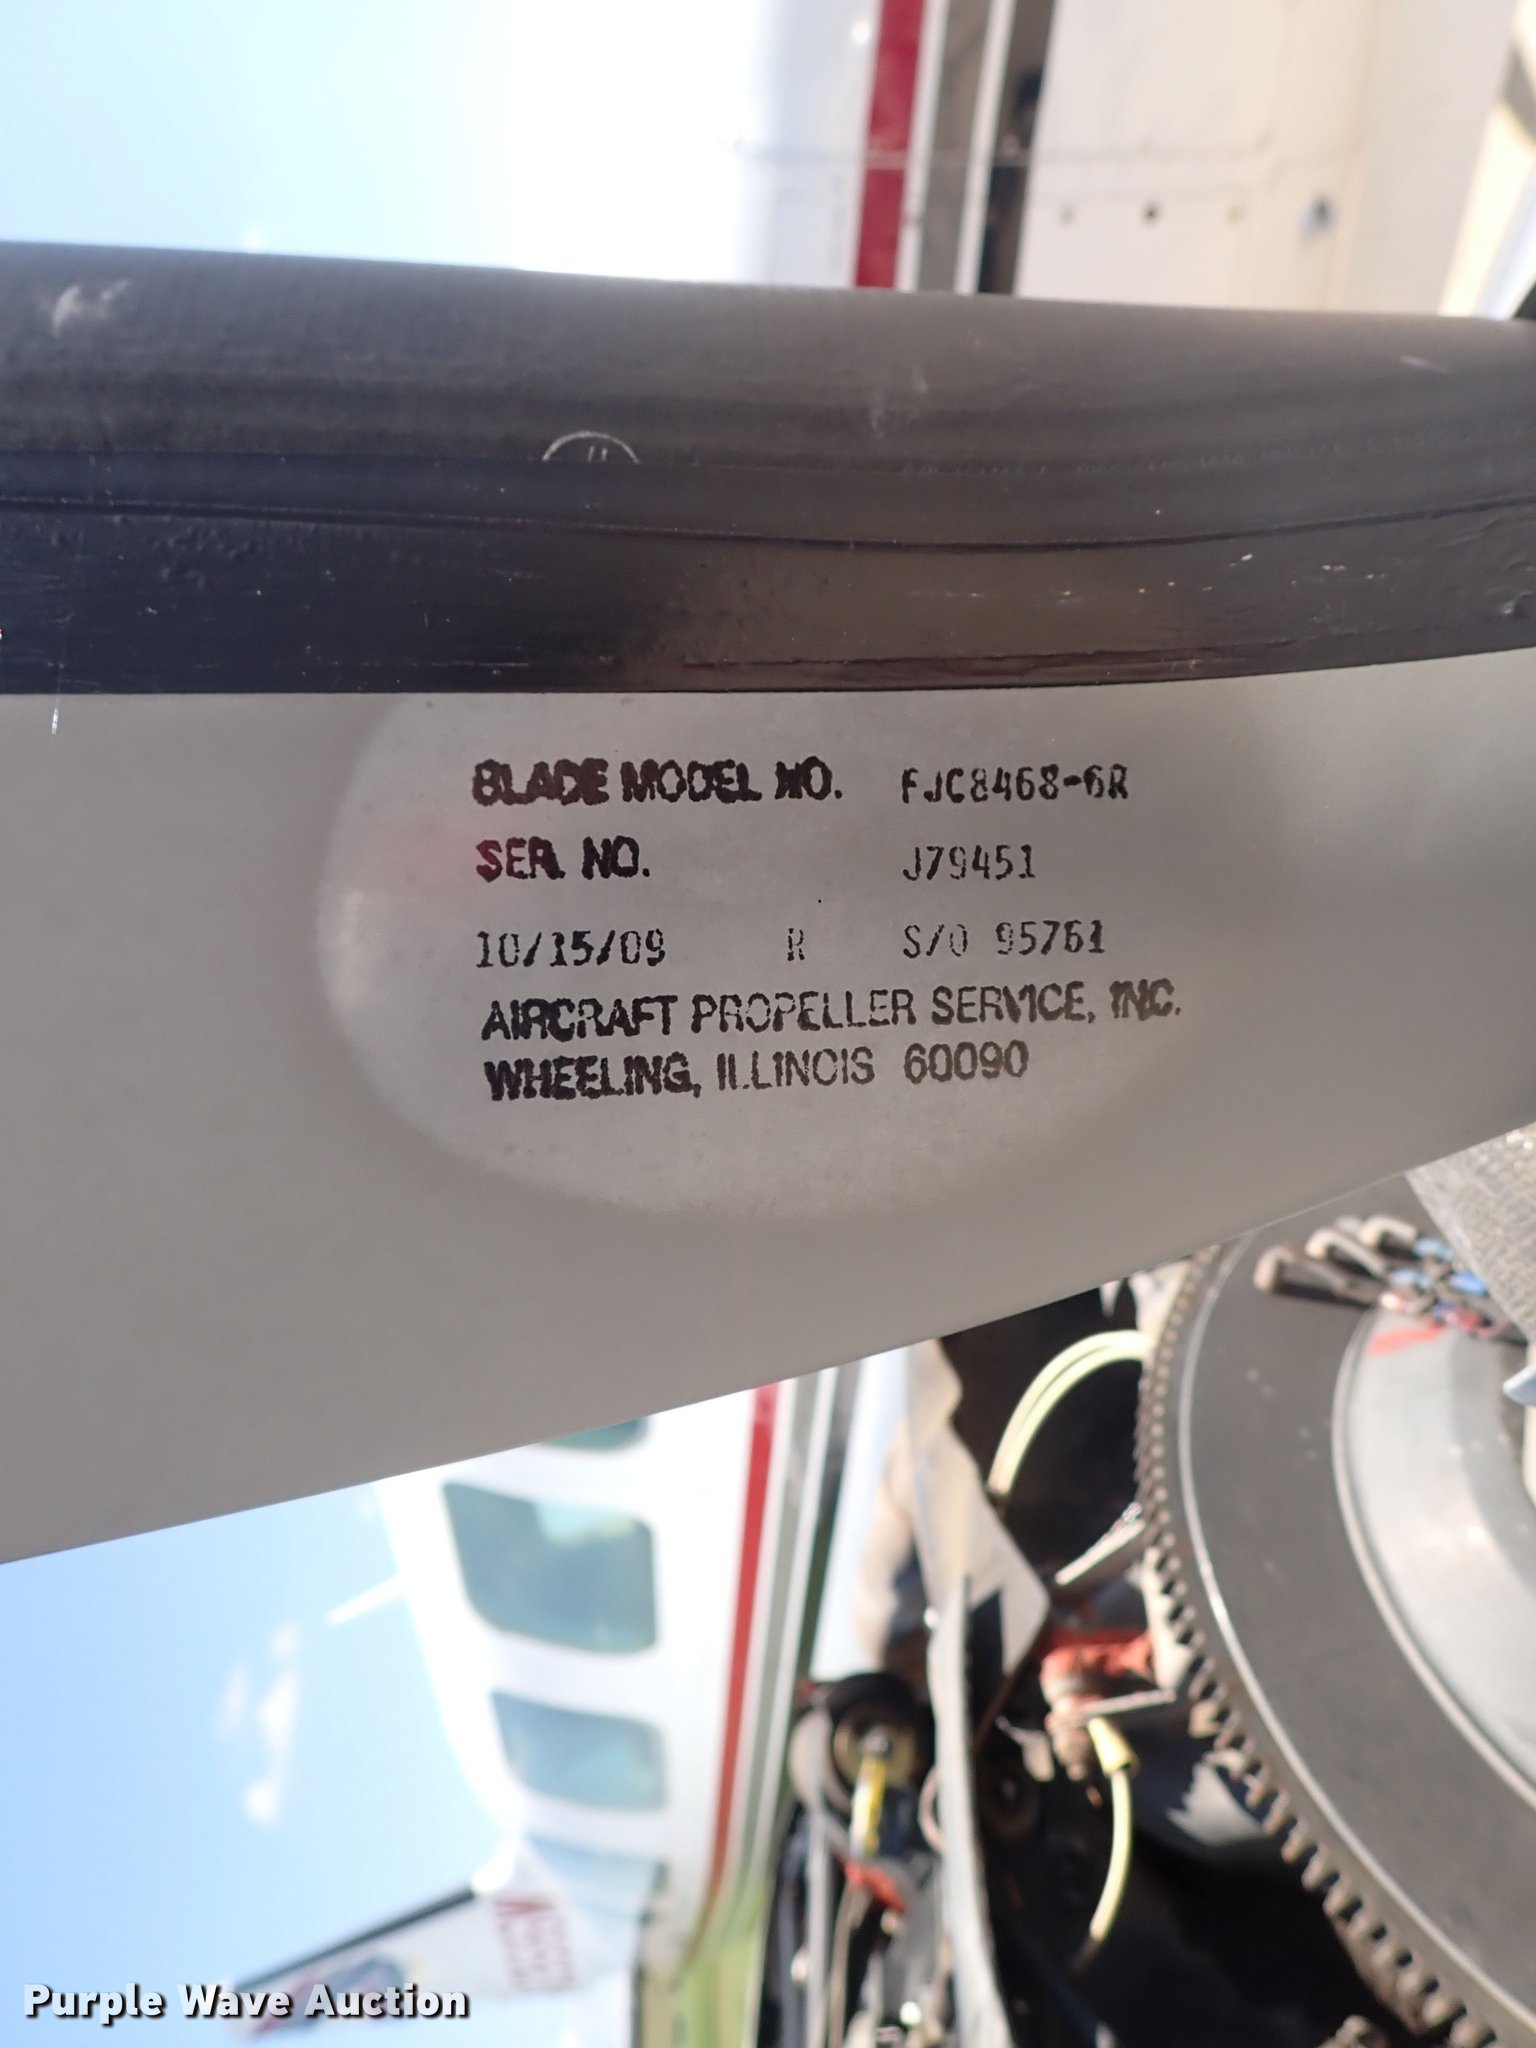 BLADE MODEL NO. FJC8468-6R
SER. NO. J79451
10/15/09 R S/O 95761
AIRCRAFT PROPELLER SERVICE, INC.
WHEELING, ILLINOIS 60090
Purple Wave Auction